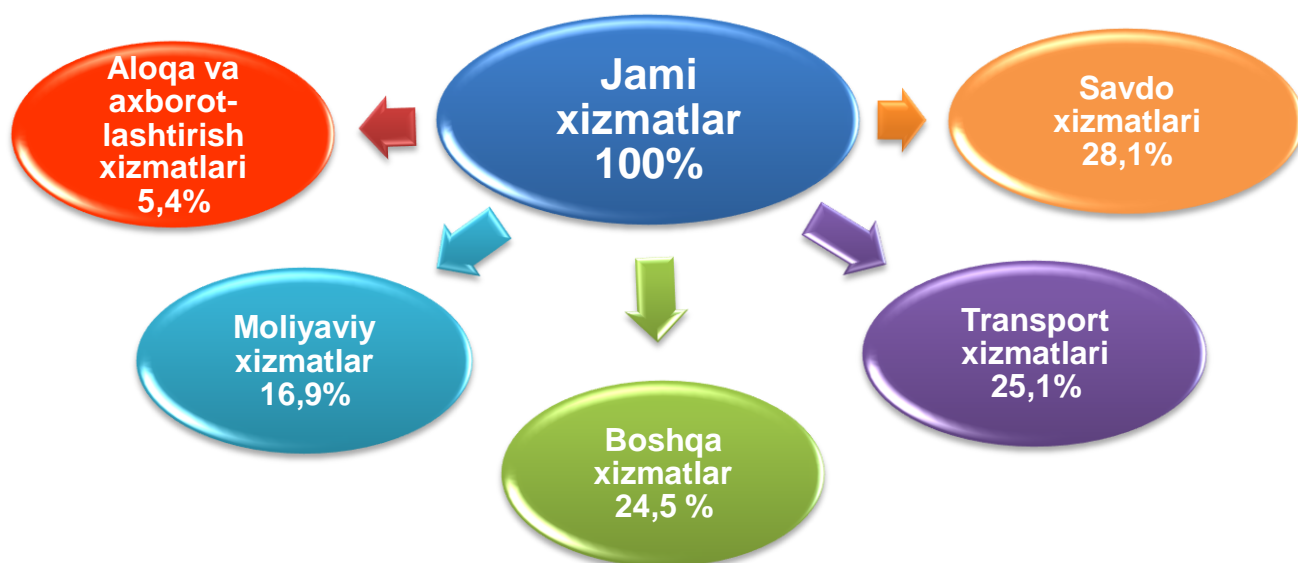 Aloqa va
axborot-
lashtirish
xizmatlari
5,4%
Jami
xizmatlar
100%
Savdo
xizmatlari
28,1%
Moliyaviy
xizmatlar
16,9%
Boshqa
xizmatlar
24,5 %
Transport
xizmatlari
25,1%